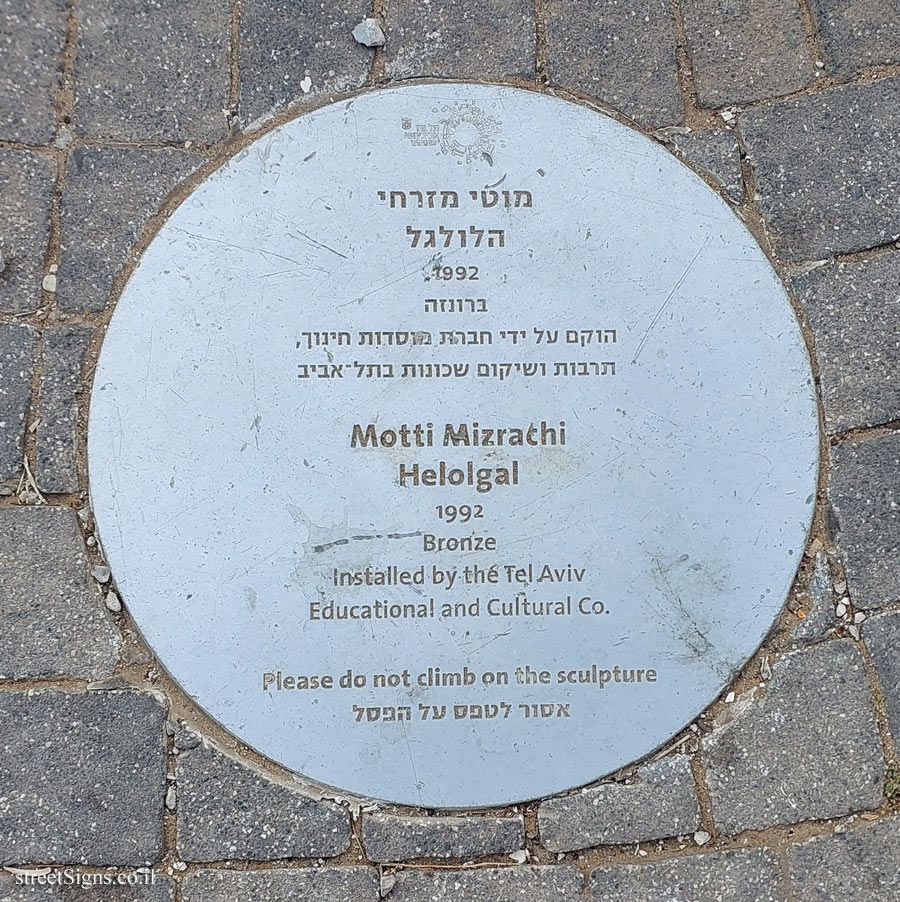 מוטי מזרחי
הלולגל
1992
ברונזה
הוקם על ידי חברת מוסדות חינוך,
תרבות ושיקום שכונות בתל־אביב
Motti Mizrachi
Helolgal
1992
Bronze
Installed by the Tel Aviv
Educational and Cultural Co.
Please do not climb on the sculpture
אסור לטפס על הפסל
streetSigns.co.il